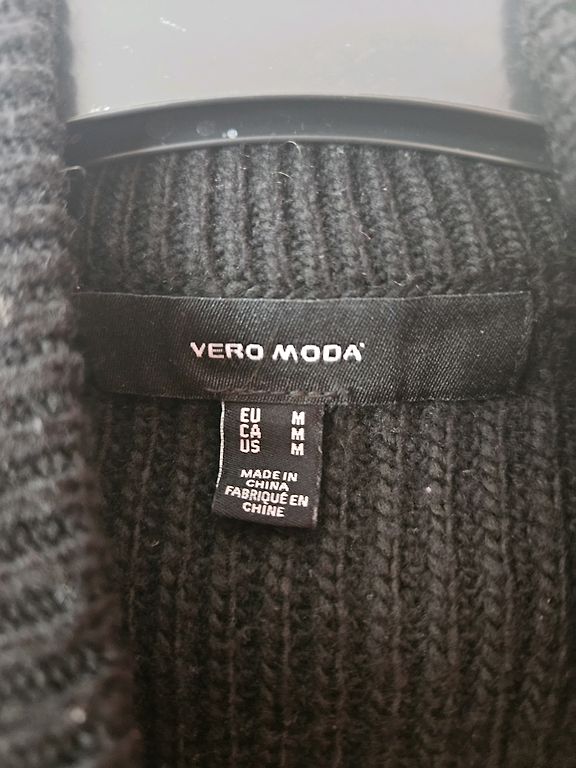 VERO MODA
EU M
CA M
US M
MADE IN
CHINA
FABRIQUÉ EN
CHINE